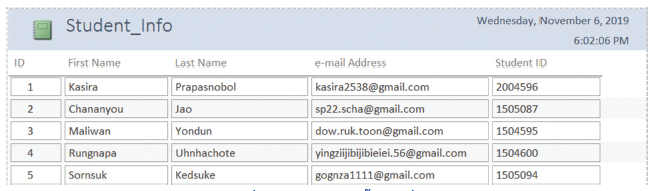 Student_Info
Wednesday, November 6, 2019
6:02:06 PM
ID First Name Last Name e-mail Address Student ID
1 Kasira Prapasnobol kasira2538@gmail.com 2004596
2 Chananyou Jao sp22.scha@gmail.com 1505087
3 Maliwan Yondun dow.ruk.toon@gmail.com 1504595
4 Rungnapa Uhnhachote yingziijibijibieiei.56@gmail.com 1504600
5 Sornsuk Kedsuke gognza1111@gmail.com 1505094